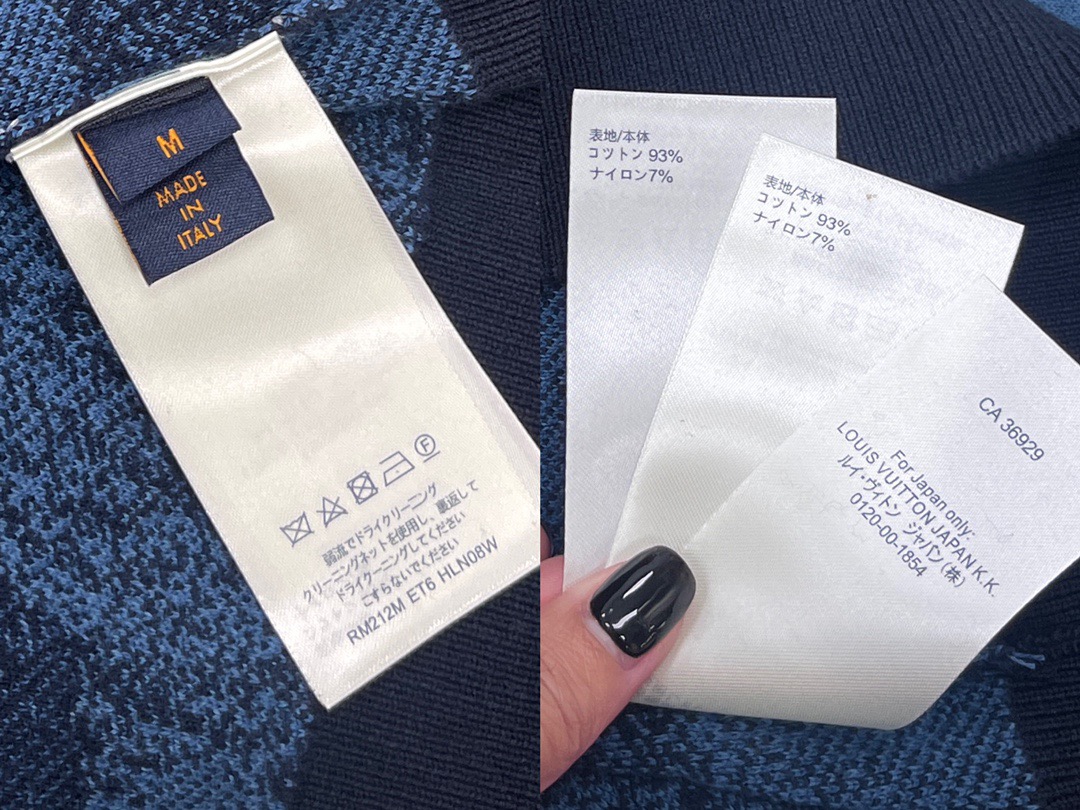 M
MADE
IN
ITALY
F
弱流でドライクリーニング
クリーニングネットを使用し、裏返して
ドライクーニングしてください
こすらないでください
RM212M ET6 HLN08W
表地/本体
コットン 93%
ナイロン7%
表地/本体
コットン 93%
ナイロン7%
CA 36929
For Japan only:
LOUIS VUITTON JAPAN K.K.
ルイ・ヴィトン ジャパン (株)
0120-00-1854